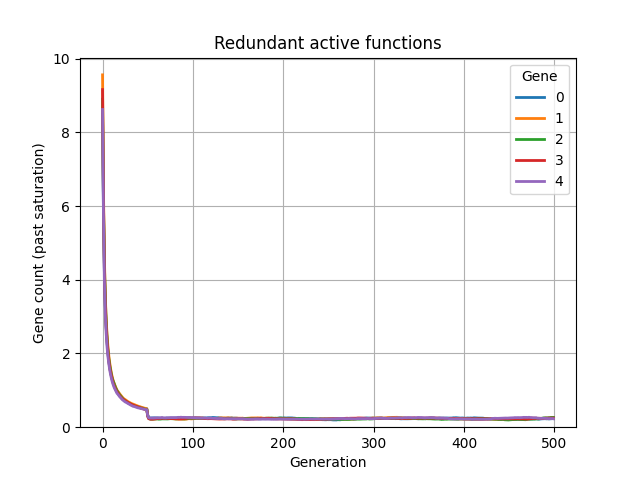 Redundant active functions
Gene count (past saturation)
10
8
6
4
2
0
Gene
0
1
2
3
4
0 100 200 300 400 500
Generation